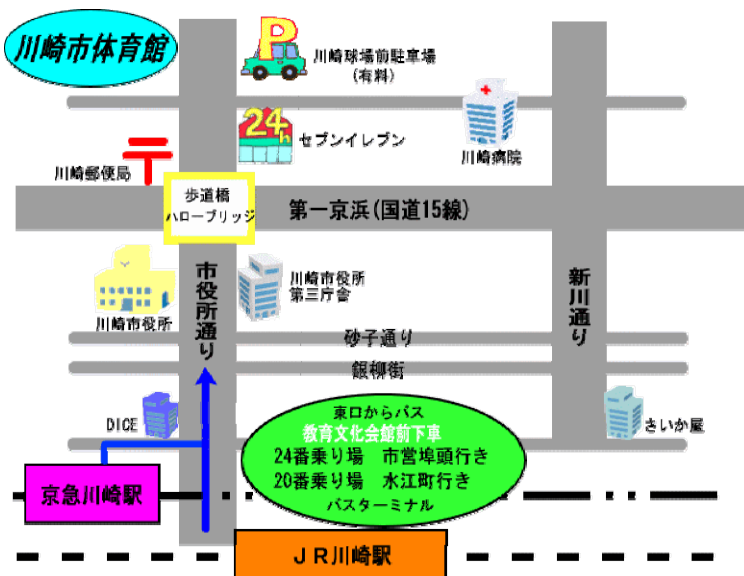 川崎市体育館
P
川崎球場前駐車場
(有料)
24h
セブンイレブン
川崎病院
川崎郵便局
歩道橋
ハローブリッジ
第一京浜(国道15線)
川崎市役所
川崎市役所
第三庁舎
市役所通り
新川通り
砂子通り
銀柳街
DICE
さいか屋
東口からバス
教育文化会館前下車
24番乗り場 市営埠頭行き
20番乗り場 水江町行き
バスターミナル
京急川崎駅
JR川崎駅